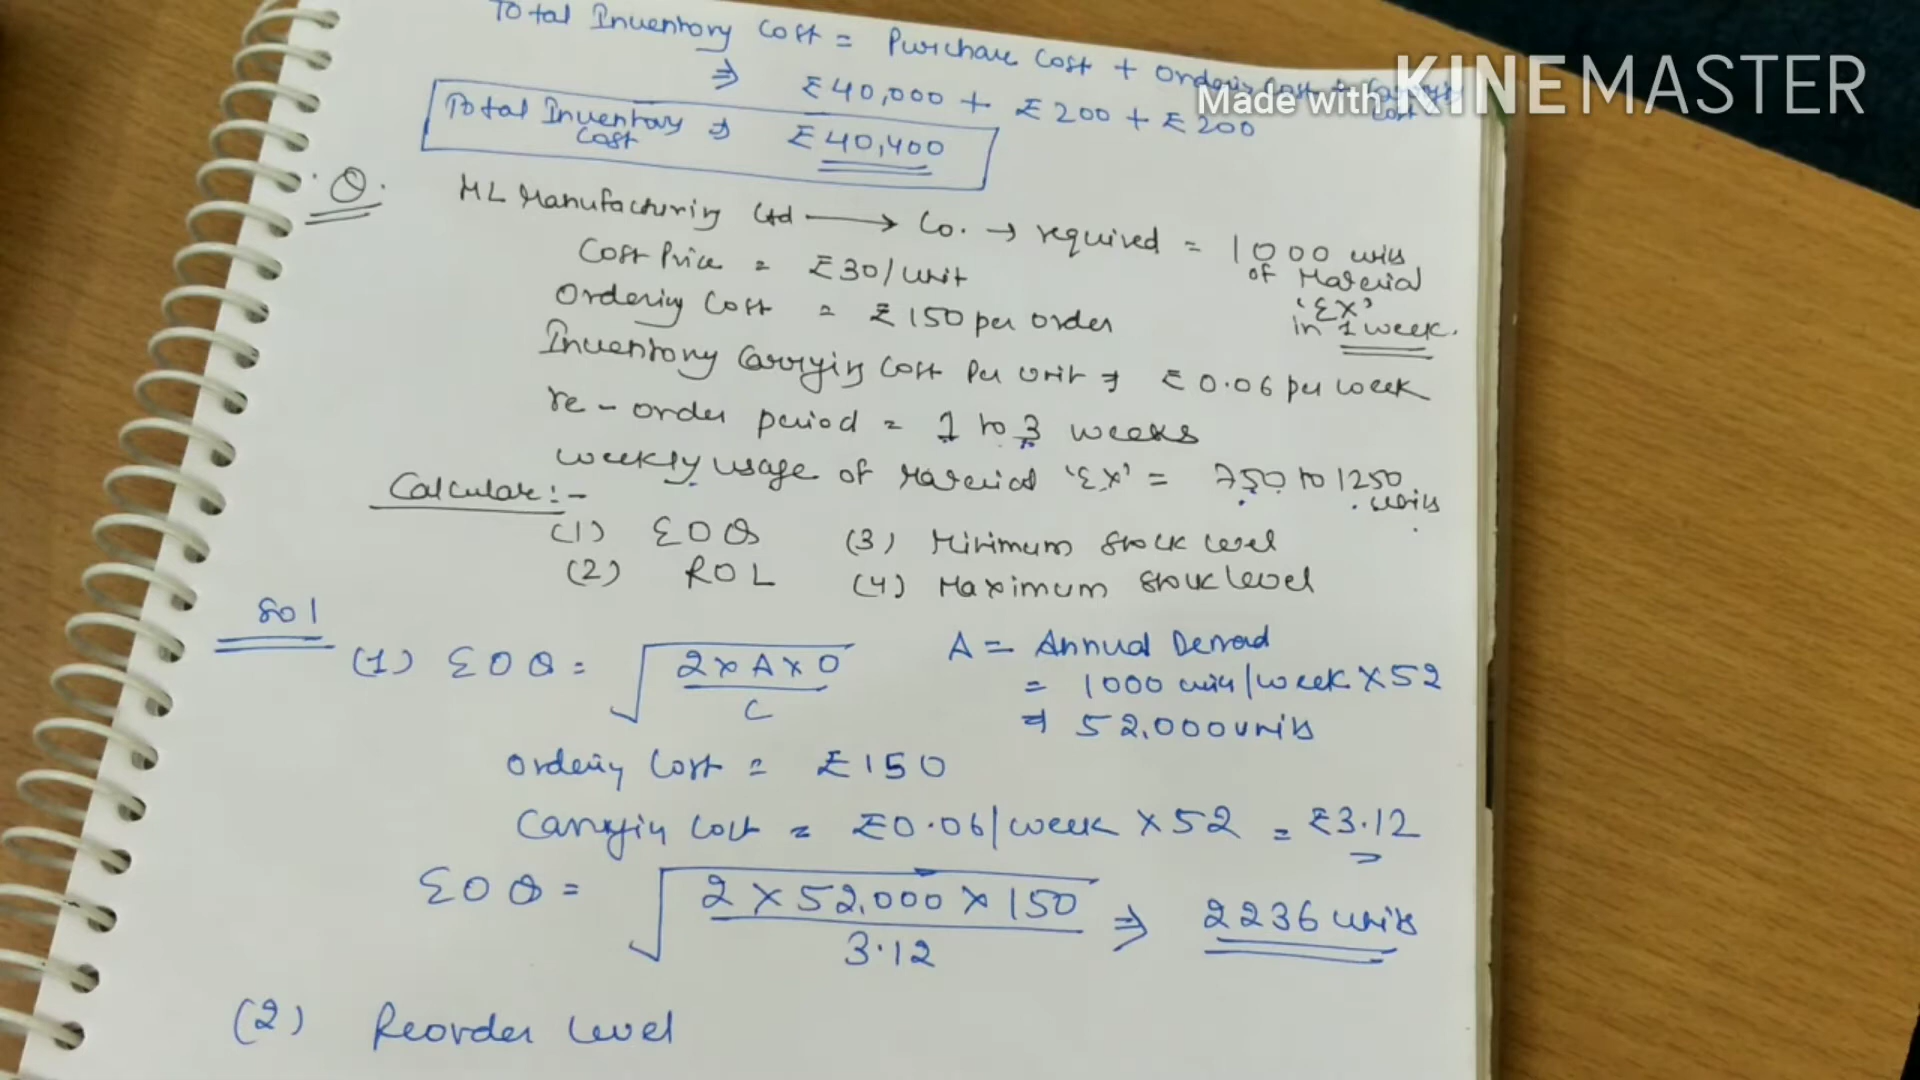 Total Inventory Cost = Purchase Cost + Ordering Cost + Carrying Cost
⇒ ₹40,000 + ₹200 + ₹200
Made with KINEMASTER
Total Inventory Cost ⇒ ₹40,400
Q. ML Manufacturing Ltd → Co. → required = 1000 units of Material 'EX' in 1 week.
Cost Price = ₹30/unit
Ordering Cost = ₹150 per order
Inventory Carrying Cost Per Unit ⇒ ₹0.06 per week
re-order period = 1 to 3 weeks
weekly usage of Material 'EX' = 750 to 1250 units
Calculate:-
(1) EOQ (3) Minimum Stock level
(2) ROL (4) Maximum Stock level
Sol
(1) EOQ = √2×A×O/C
A = Annual Demad
= 1000 units/week × 52
⇒ 52,000 units
Ordering Cost = ₹150
Carrying Cost = ₹0.06/week × 52 = ₹3.12
EOQ = √2 × 52,000 × 150/3.12 ⇒ 2236 units
(2) Reorder level